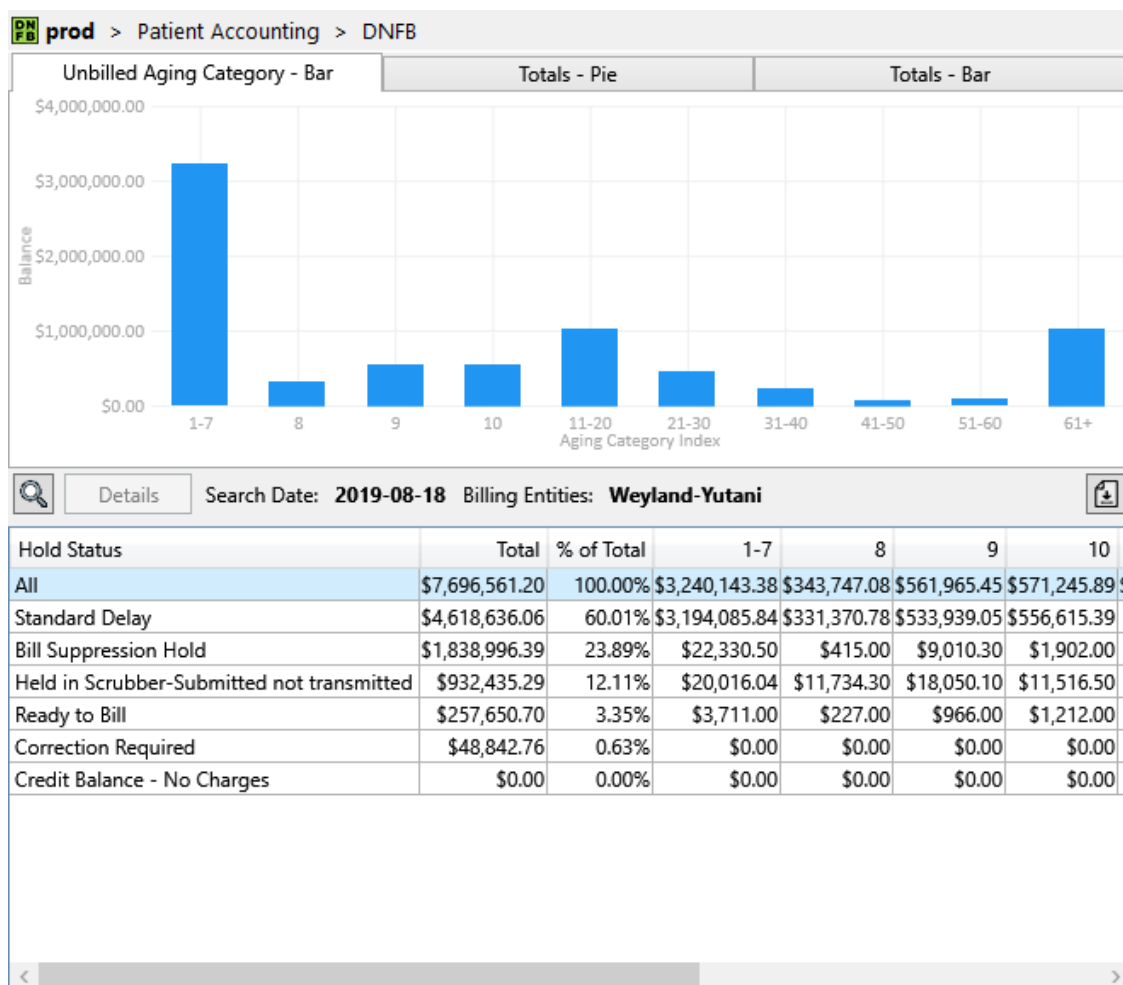 DNFB prod > Patient Accounting > DNFB
Unbilled Aging Category - Bar Totals - Pie Totals - Bar
$4,000,000.00
$3,000,000.00
$2,000,000.00
$1,000,000.00
$0.00
Balance
1-7 8 9 10 11-20 21-30 31-40 41-50 51-60 61+
Aging Category Index
Details Search Date: 2019-08-18 Billing Entities: Weyland-Yutani
Hold Status Total % of Total 1-7 8 9 10
All $7,696,561.20 100.00% $3,240,143.38 $343,747.08 $561,965.45 $571,245.89 $
Standard Delay $4,618,636.06 60.01% $3,194,085.84 $331,370.78 $533,939.05 $556,615.39
Bill Suppression Hold $1,838,996.39 23.89% $22,330.50 $415.00 $9,010.30 $1,902.00
Held in Scrubber-Submitted not transmitted $932,435.29 12.11% $20,016.04 $11,734.30 $18,050.10 $11,516.50
Ready to Bill $257,650.70 3.35% $3,711.00 $227.00 $966.00 $1,212.00
Correction Required $48,842.76 0.63% $0.00 $0.00 $0.00 $0.00
Credit Balance - No Charges $0.00 0.00% $0.00 $0.00 $0.00 $0.00